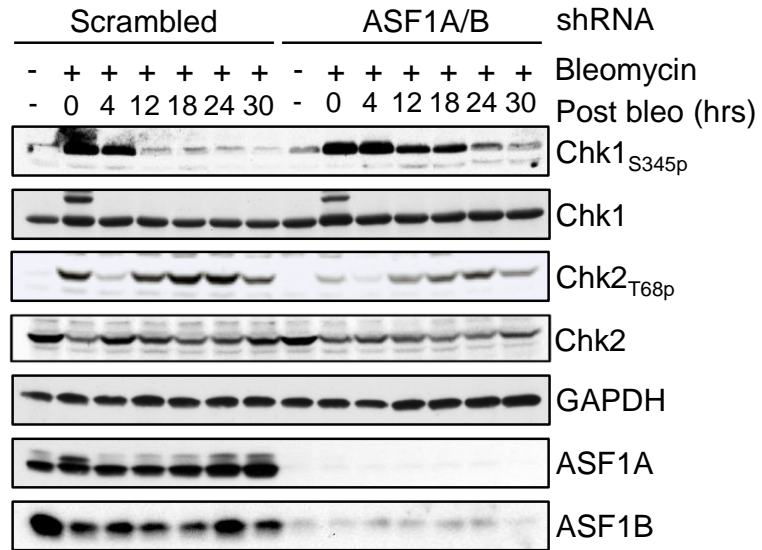 Scrambled ASF1A/B shRNA
- + + + + + + - + + + + + + Bleomycin
- 0 4 12 18 24 30 - 0 4 12 18 24 30 Post bleo (hrs)
Chk1S345p
Chk1
Chk2T68p
Chk2
GAPDH
ASF1A
ASF1B